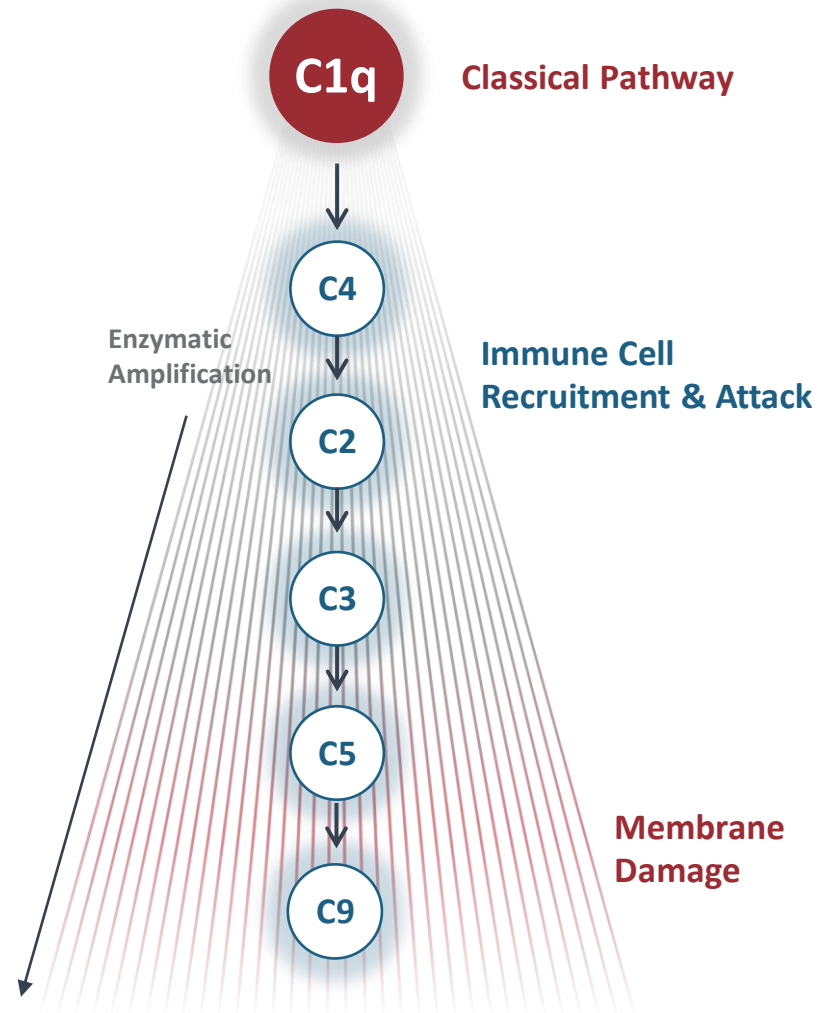 C1q
Classical Pathway
C4
Enzymatic
Amplification
Immune Cell
Recruitment & Attack
C2
C3
C5
Membrane
Damage
C9